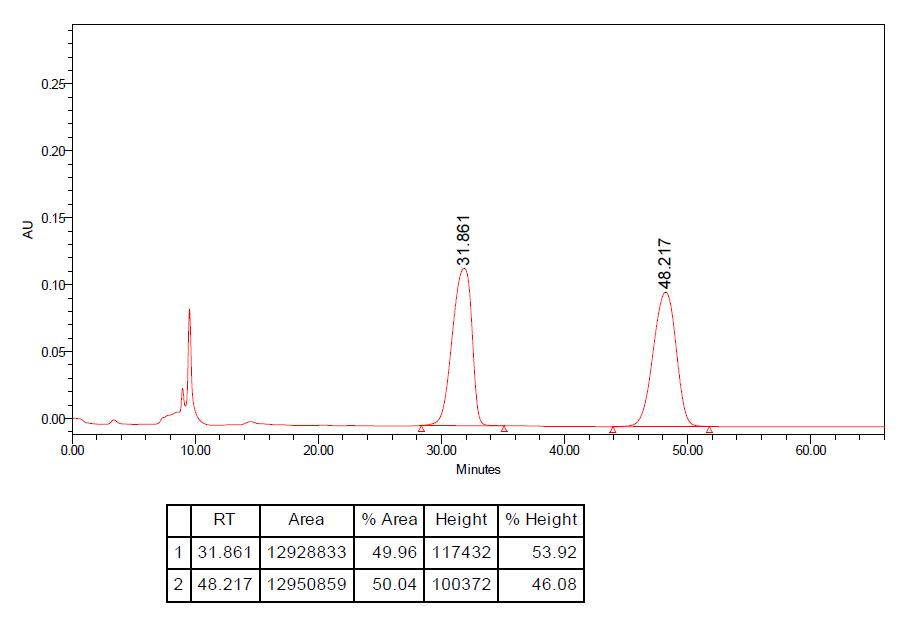 0.25
0.20
0.15
0.10
0.05
0.00
AU
31.861
48.217
0.00 10.00 20.00 30.00 40.00 50.00 60.00
Minutes
RT Area % Area Height % Height
1 31.861 12928833 49.96 117432 53.92
2 48.217 12950859 50.04 100372 46.08